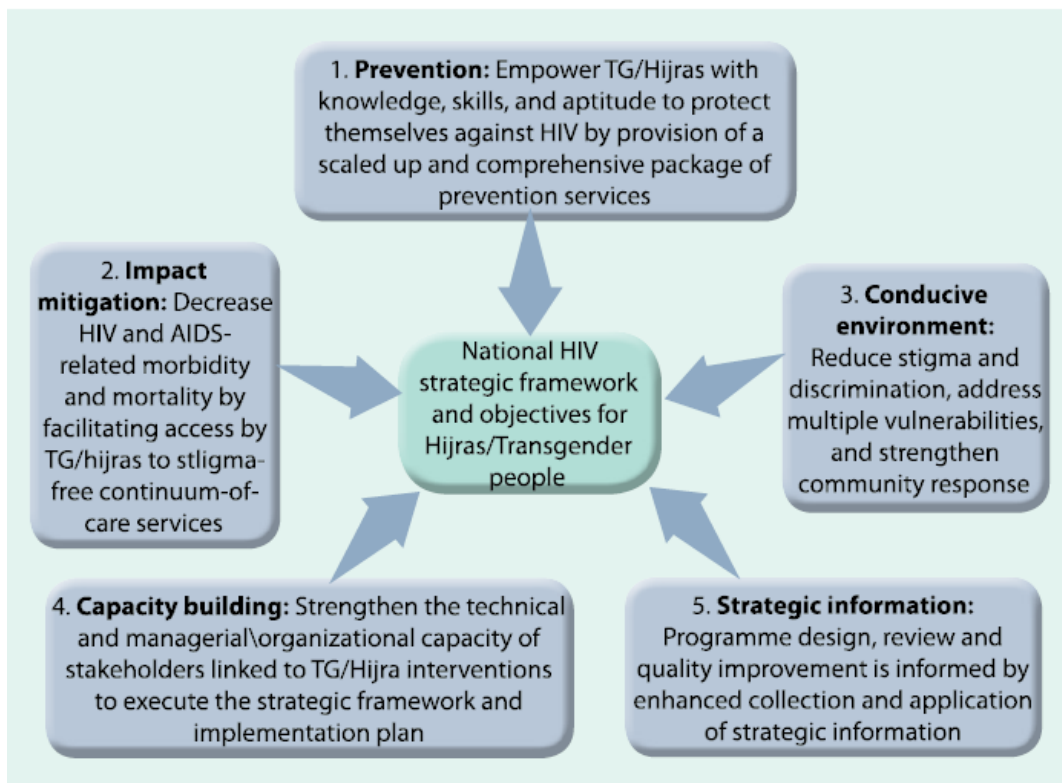 1. Prevention: Empower TG/Hijras with
knowledge, skills, and aptitude to protect
themselves against HIV by provision of a
scaled up and comprehensive package of
prevention services
2. Impact
mitigation: Decrease
HIV and AIDS-
related morbidity
and mortality by
facilitating access by
TG/hijras to stligma-
free continuum-of-
care services
3. Conducive
environment:
Reduce stigma and
discrimination, address
multiple vulnerabilities,
and strengthen
community response
National HIV
strategic framework
and objectives for
Hijras/Transgender
people
4. Capacity building: Strengthen the technical
and managerial\organizational capacity of
stakeholders linked to TG/Hijra interventions
to execute the strategic framework and
implementation plan
5. Strategic information:
Programme design, review and
quality improvement is informed by
enhanced collection and application
of strategic information